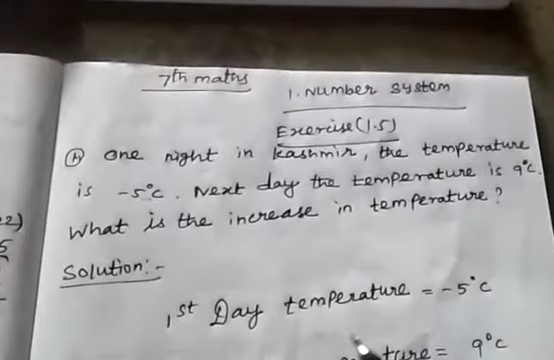 7th maths
1. Number system
Exercise (1.5)
④ One night in Kashmir, the temperature
is -5°c. Next day the temperature is 9°c.
What is the increase in temperature?
Solution:-
1st Day temperature = -5°c
ture = 9°c